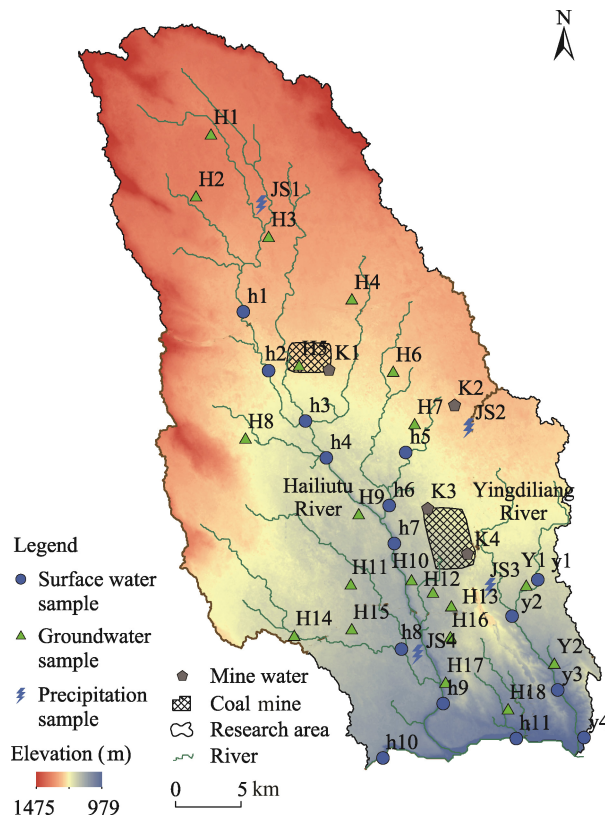 N
H1
H2
JS1
H3
H4
h1
h2
H5
K1
H6
K2
h3
H7
JS2
H8
h4
h5
Hailiutu
River
H9
h6
K3
Yingdiliang
River
h7
K4
Legend
Surface water
sample
Groundwater
sample
Precipitation
sample
Elevation (m)
1475
979
H10
H11
H12
JS3
Y1
y1
H13
y2
H14
H15
H16
h8
JS4
Y2
Mine water
H17
y3
Coal mine
h9
H18
Research area
h11
y4
River
h10
0
5 km